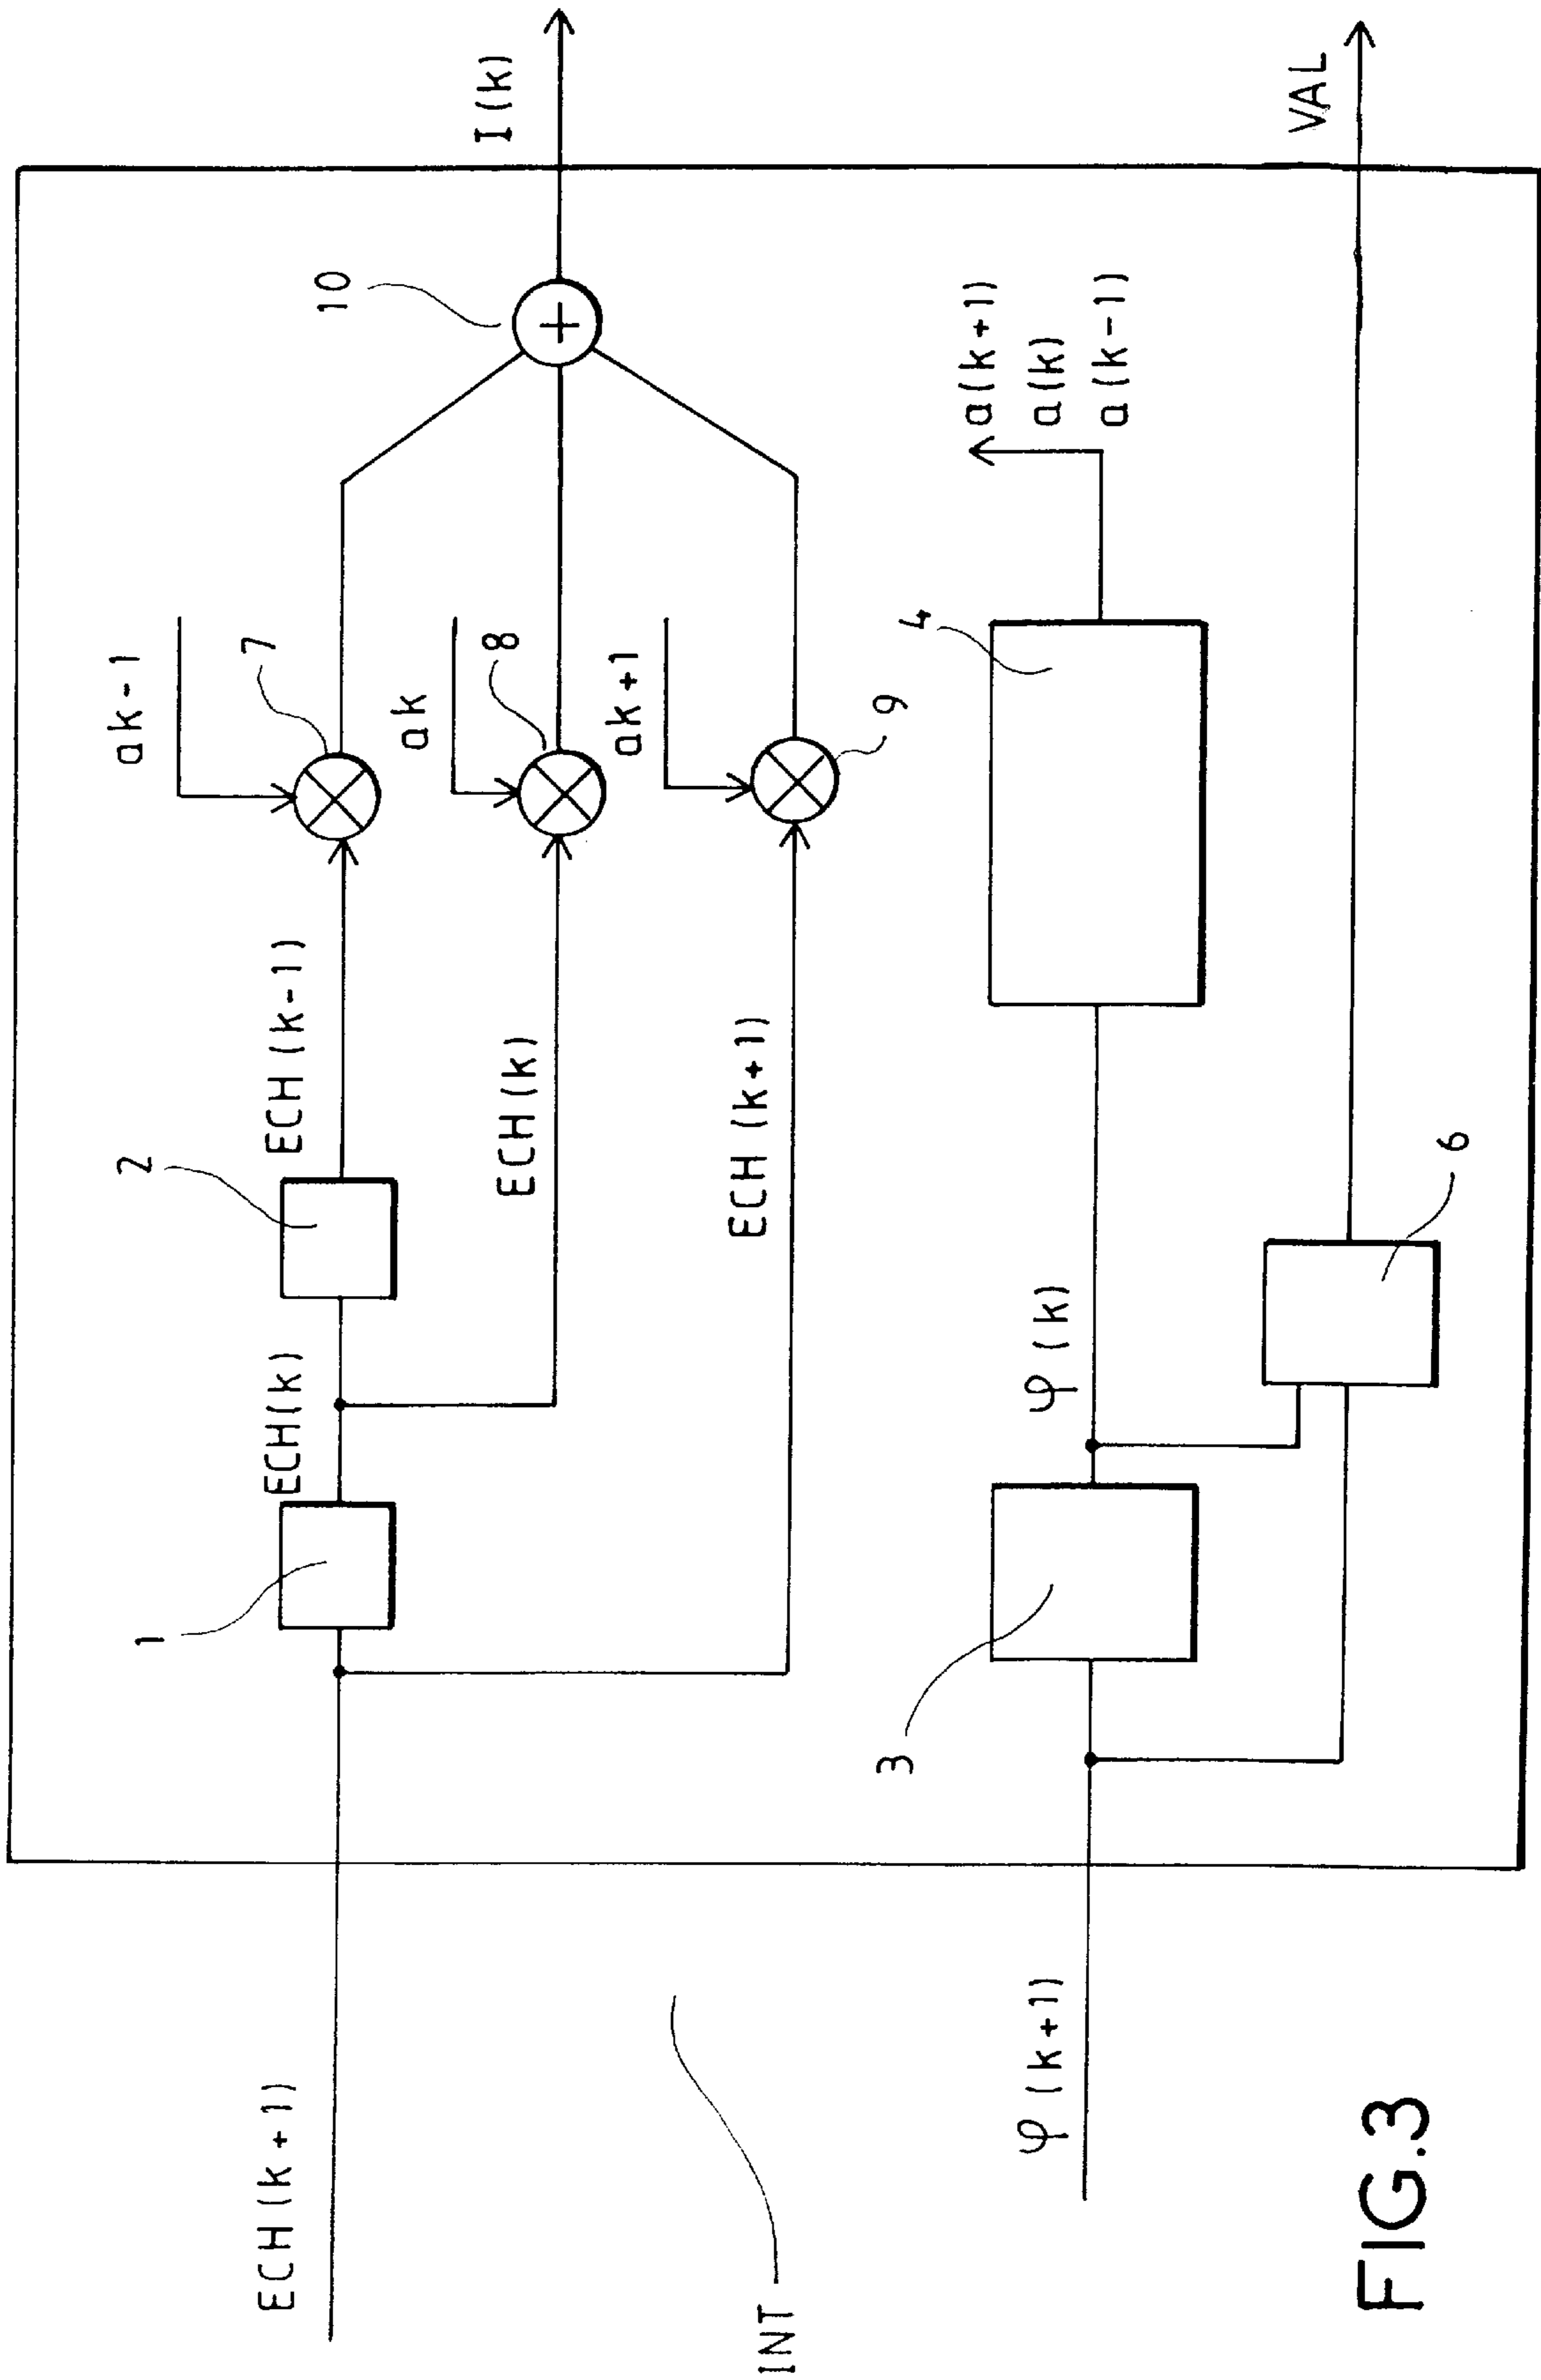 I(k)
10
ak-1
7
ECH(k-1)
2
ECH(k)
1
ECH(k+1)
ak
8
ECH(k)
ak+1
9
ECH(k+1)
INT
a(k+1)
a(k)
a(k-1)
4
φ(k)
3
φ(k+1)
VAL
6
FIG.3